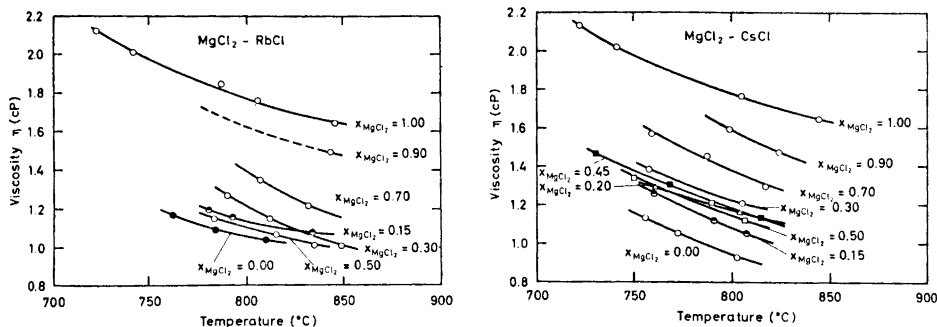 MgCl2 - RbCl
2.2
2.0
1.8
1.6
1.4
1.2
1.0
0.8
Viscosity η (cP)
xMgCl2 = 1.00
xMgCl2 = 0.90
xMgCl2 = 0.70
xMgCl2 = 0.15
xMgCl2 = 0.30
xMgCl2 = 0.50
xMgCl2 = 0.00
700 750 800 850 900
Temperature (°C)
MgCl2 - CsCl
2.2
2.0
1.8
1.6
1.4
1.2
1.0
0.8
Viscosity η (cP)
xMgCl2 = 1.00
xMgCl2 = 0.90
xMgCl2 = 0.45
xMgCl2 = 0.20
xMgCl2 = 0.70
xMgCl2 = 0.30
xMgCl2 = 0.50
xMgCl2 = 0.15
xMgCl2 = 0.00
700 750 800 850 900
Temperature (°C)